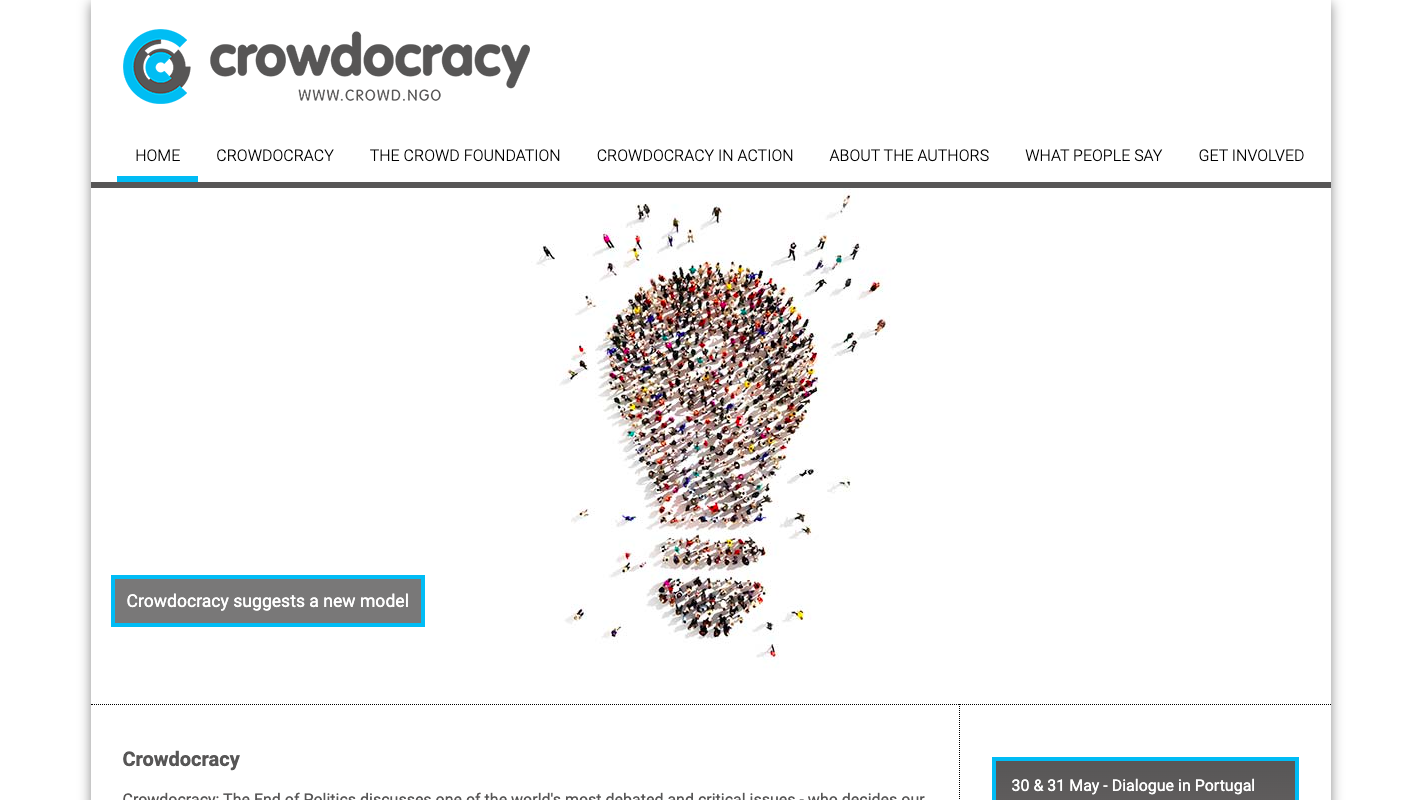 crowdocracy
WWW.CROWD.NGO
HOME CROWDOCRACY THE CROWD FOUNDATION CROWDOCRACY IN ACTION ABOUT THE AUTHORS WHAT PEOPLE SAY GET INVOLVED
Crowdocracy suggests a new model
Crowdocracy
Crowdocracy: The End of Politics discusses one of the world's most debated and critical issues - who decides our
30 & 31 May - Dialogue in Portugal